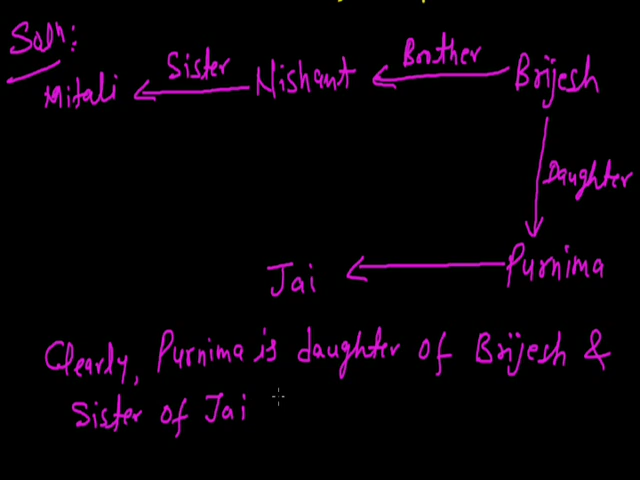 Soln:
Mitali Sister Nishant Brother Brijesh
Daughter
Jai Purnima
Clearly, Purnima is daughter of Brijesh &
Sister of Jai